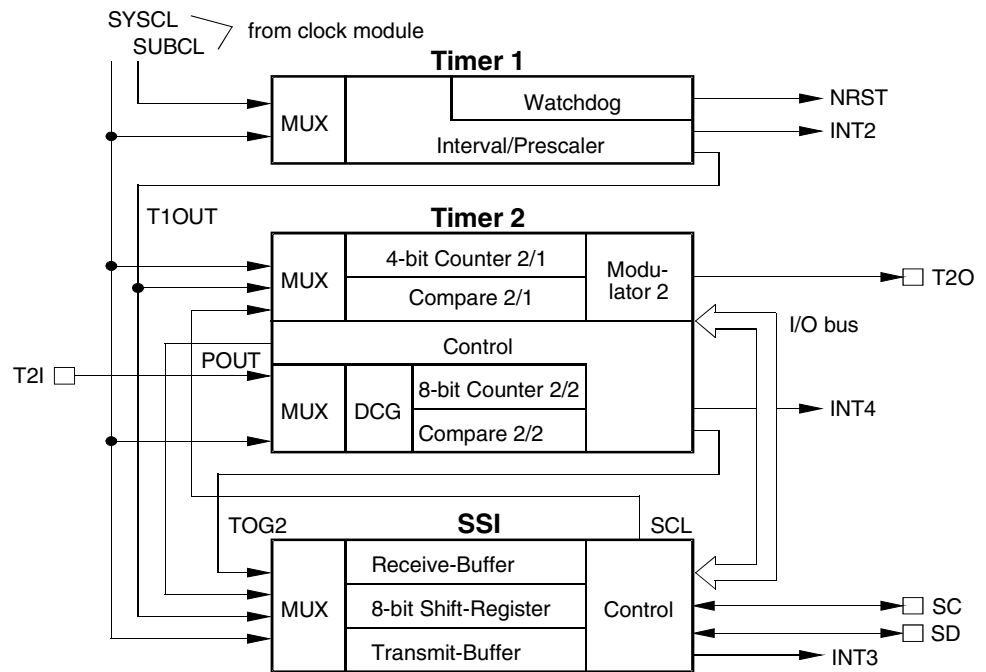 SYSCL
SUBCL
from clock module
Timer 1
MUX
Watchdog
Interval/Prescaler
NRST
INT2
T1OUT
Timer 2
MUX
4-bit Counter 2/1
Compare 2/1
Modu-
lator 2
T2O
I/O bus
POUT
Control
T2I
MUX
DCG
8-bit Counter 2/2
Compare 2/2
INT4
TOG2
SSI
SCL
MUX
Receive-Buffer
8-bit Shift-Register
Transmit-Buffer
Control
SC
SD
INT3